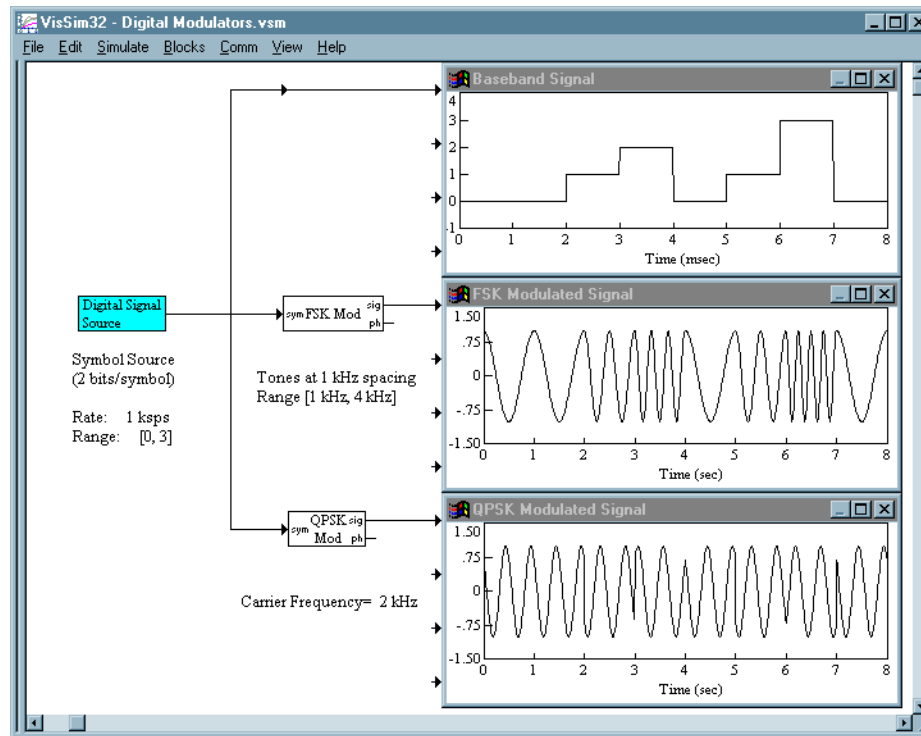 VisSim32 - Digital Modulators.vsm
File Edit Simulate Blocks Comm View Help
Baseband Signal
4
3
2
1
0
-1
0 1 2 3 4 5 6 7 8
Time (msec)
Digital Signal
Source
Symbol Source
(2 bits/symbol)
Rate: 1 ksps
Range: [0, 3]
sym FSK Mod sig
ph
Tones at 1 kHz spacing
Range [1 kHz, 4 kHz]
FSK Modulated Signal
1.50
.75
0
-.75
-1.50
0 1 2 3 4 5 6 7 8
Time (sec)
sym QPSK sig
Mod ph
Carrier Frequency= 2 kHz
QPSK Modulated Signal
1.50
.75
0
-.75
-1.50
0 1 2 3 4 5 6 7 8
Time (sec)